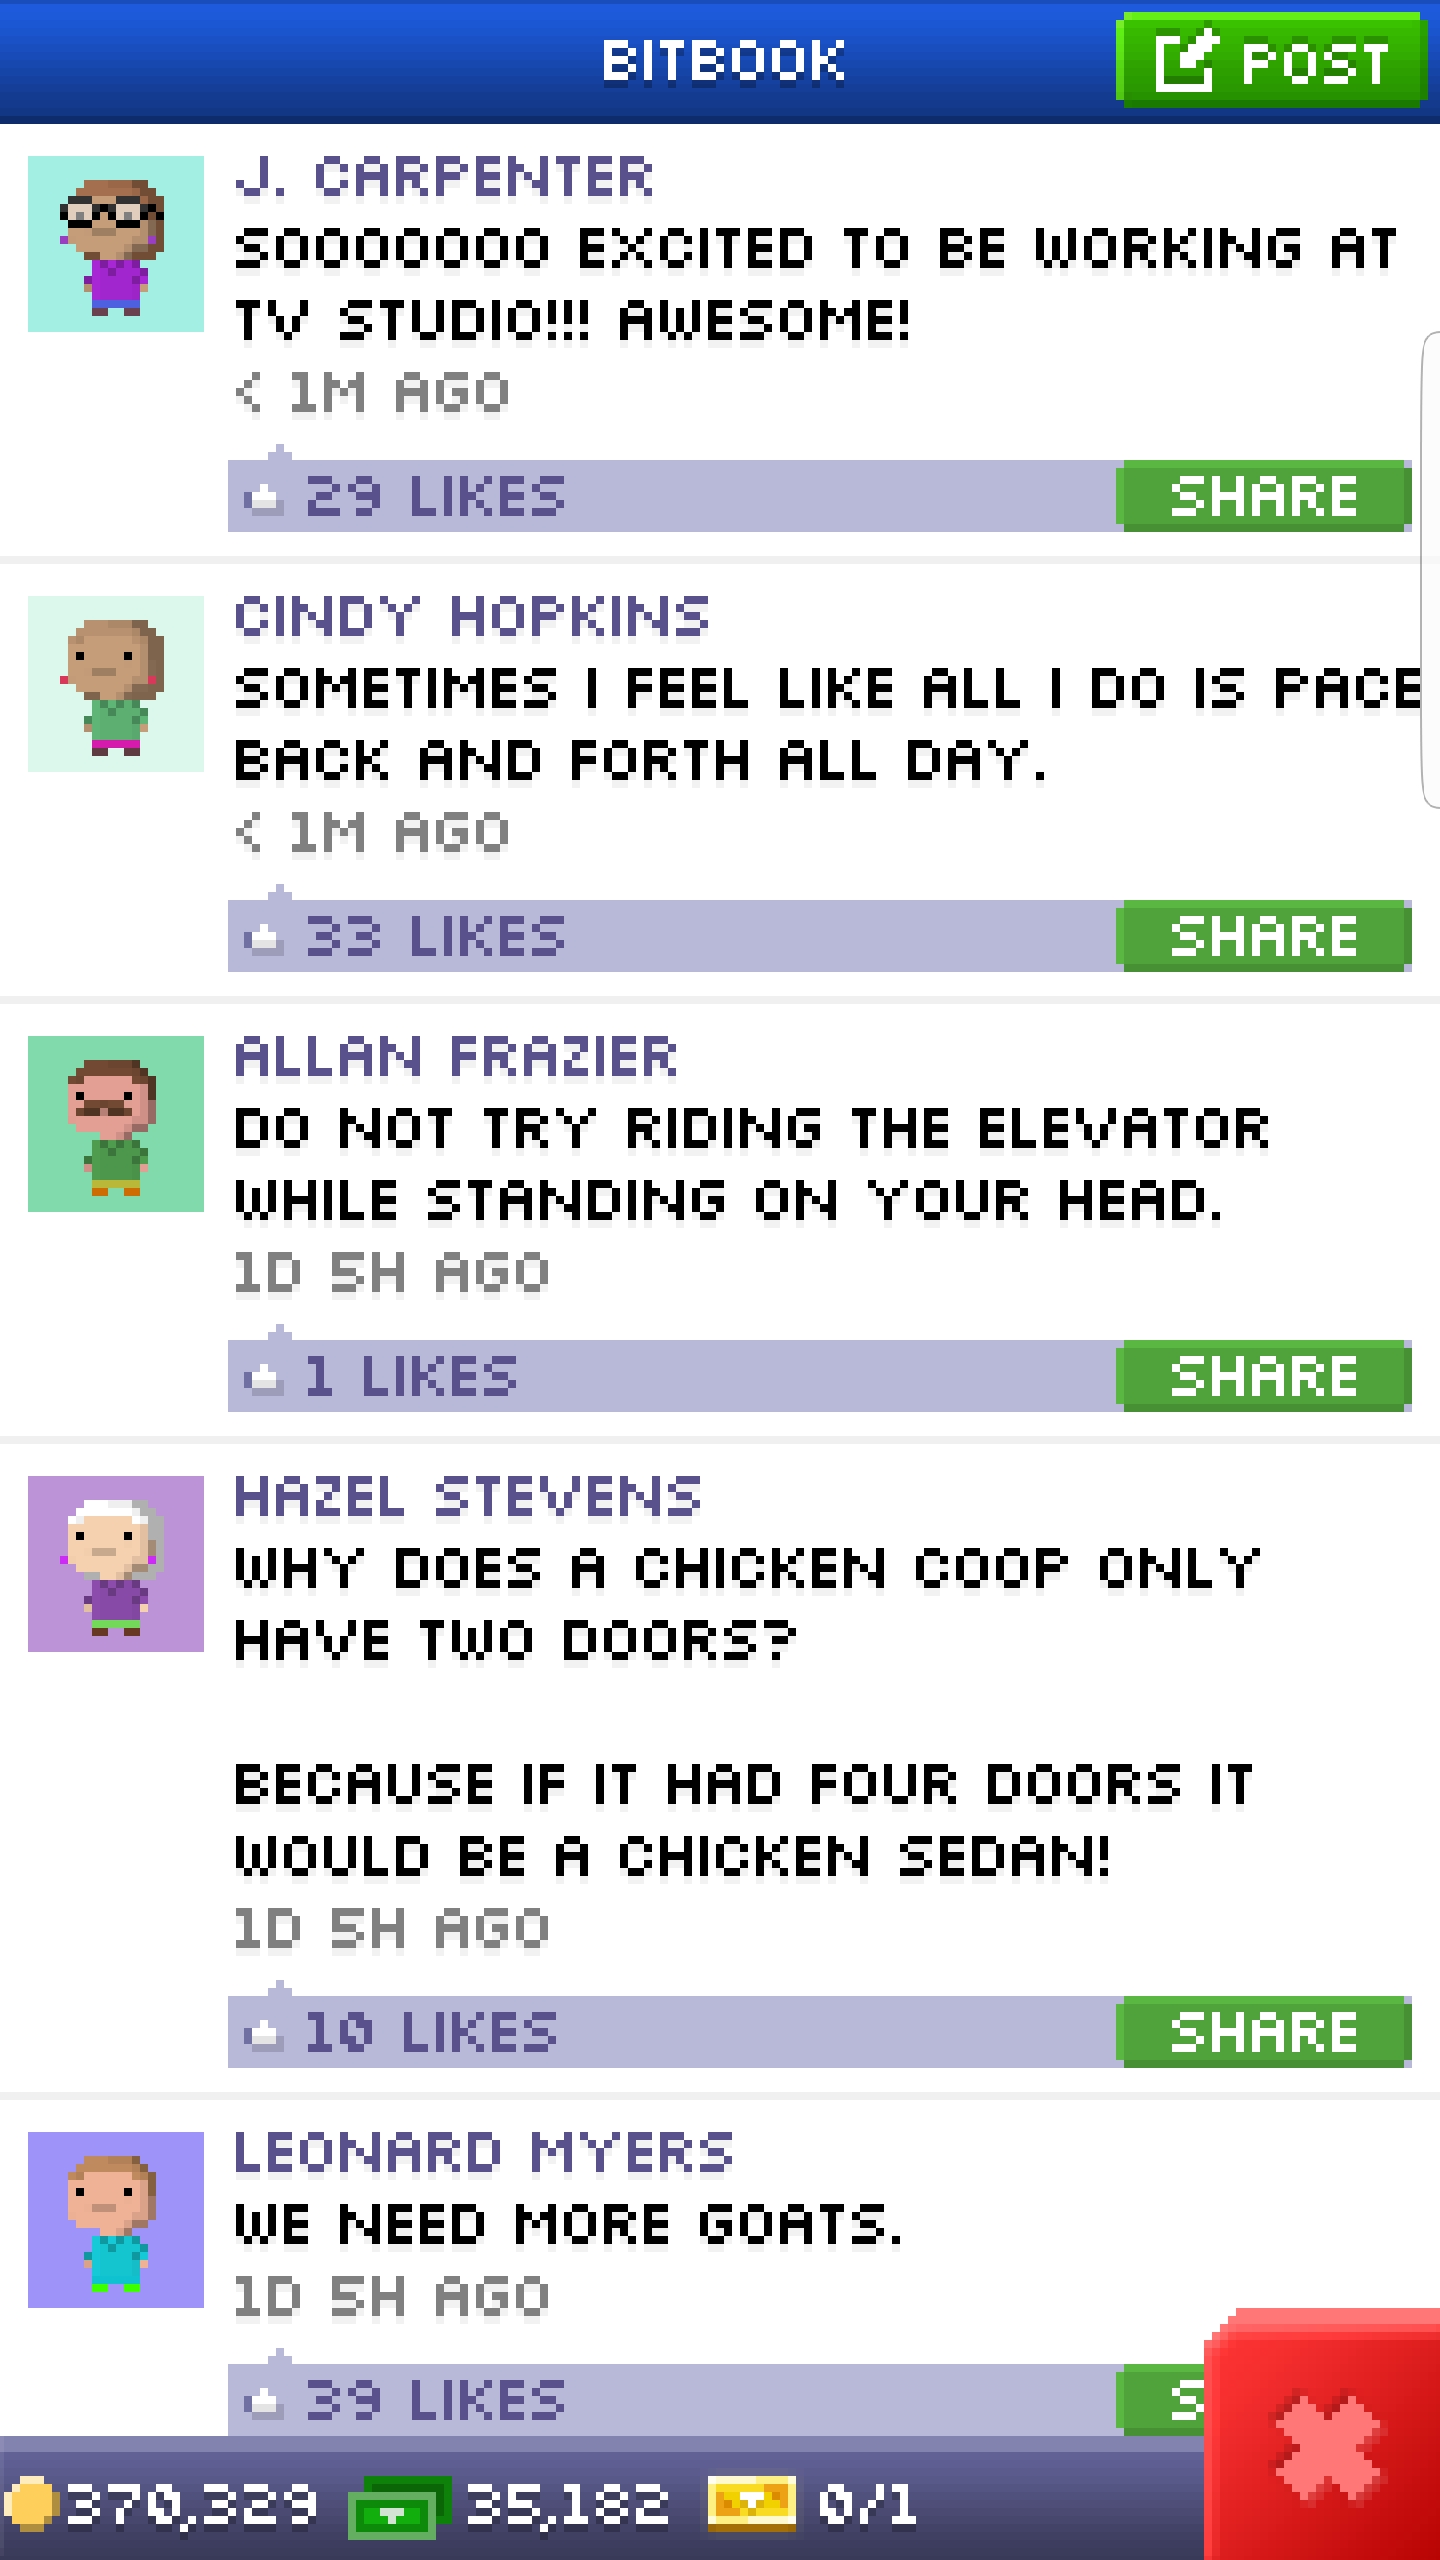 BITBOOK
POST
J. CARPENTER
SOOOOOOO EXCITED TO BE WORKING AT
TV STUDIO!!! AWESOME!
< 1M AGO
29 LIKES
SHARE
CINDY HOPKINS
SOMETIMES I FEEL LIKE ALL I DO IS PACE
BACK AND FORTH ALL DAY.
< 1M AGO
33 LIKES
SHARE
ALLAN FRAZIER
DO NOT TRY RIDING THE ELEVATOR
WHILE STANDING ON YOUR HEAD.
1D 5H AGO
1 LIKES
SHARE
HAZEL STEVENS
WHY DOES A CHICKEN COOP ONLY
HAVE TWO DOORS?
BECAUSE IF IT HAD FOUR DOORS IT
WOULD BE A CHICKEN SEDAN!
1D 5H AGO
10 LIKES
SHARE
LEONARD MYERS
WE NEED MORE GOATS.
1D 5H AGO
39 LIKES
S
370,329
35,182
0/1